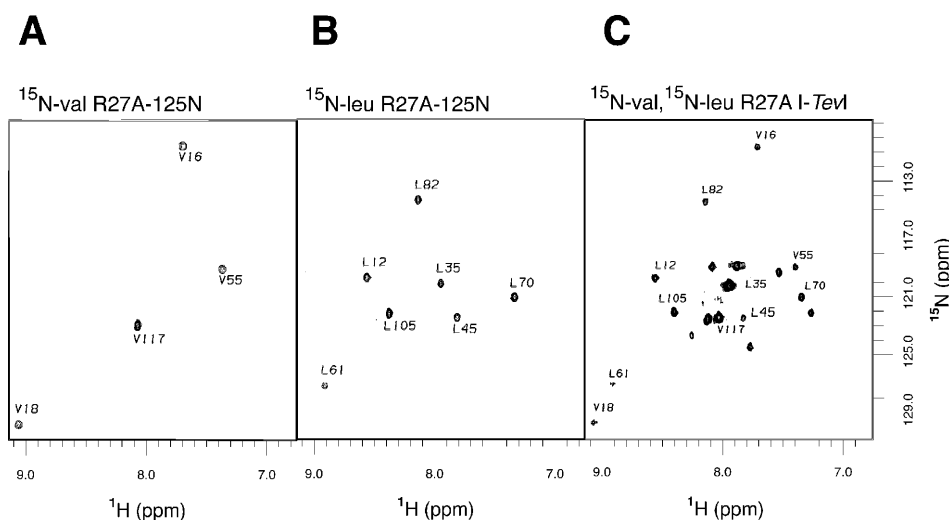 A
B
C
¹⁵N-val R27A-125N
¹⁵N-leu R27A-125N
¹⁵N-val,¹⁵N-leu R27A I-TevI
V16
V55
V117
V18
9.0 8.0 7.0
¹H (ppm)
L82
L12
L35
L70
L105
L45
L61
9.0 8.0 7.0
¹H (ppm)
V16
L82
V55
L12
L35
L70
L105
L45
V117
L61
V18
9.0 8.0 7.0
¹H (ppm)
113.0
117.0
121.0
125.0
129.0
¹⁵N (ppm)